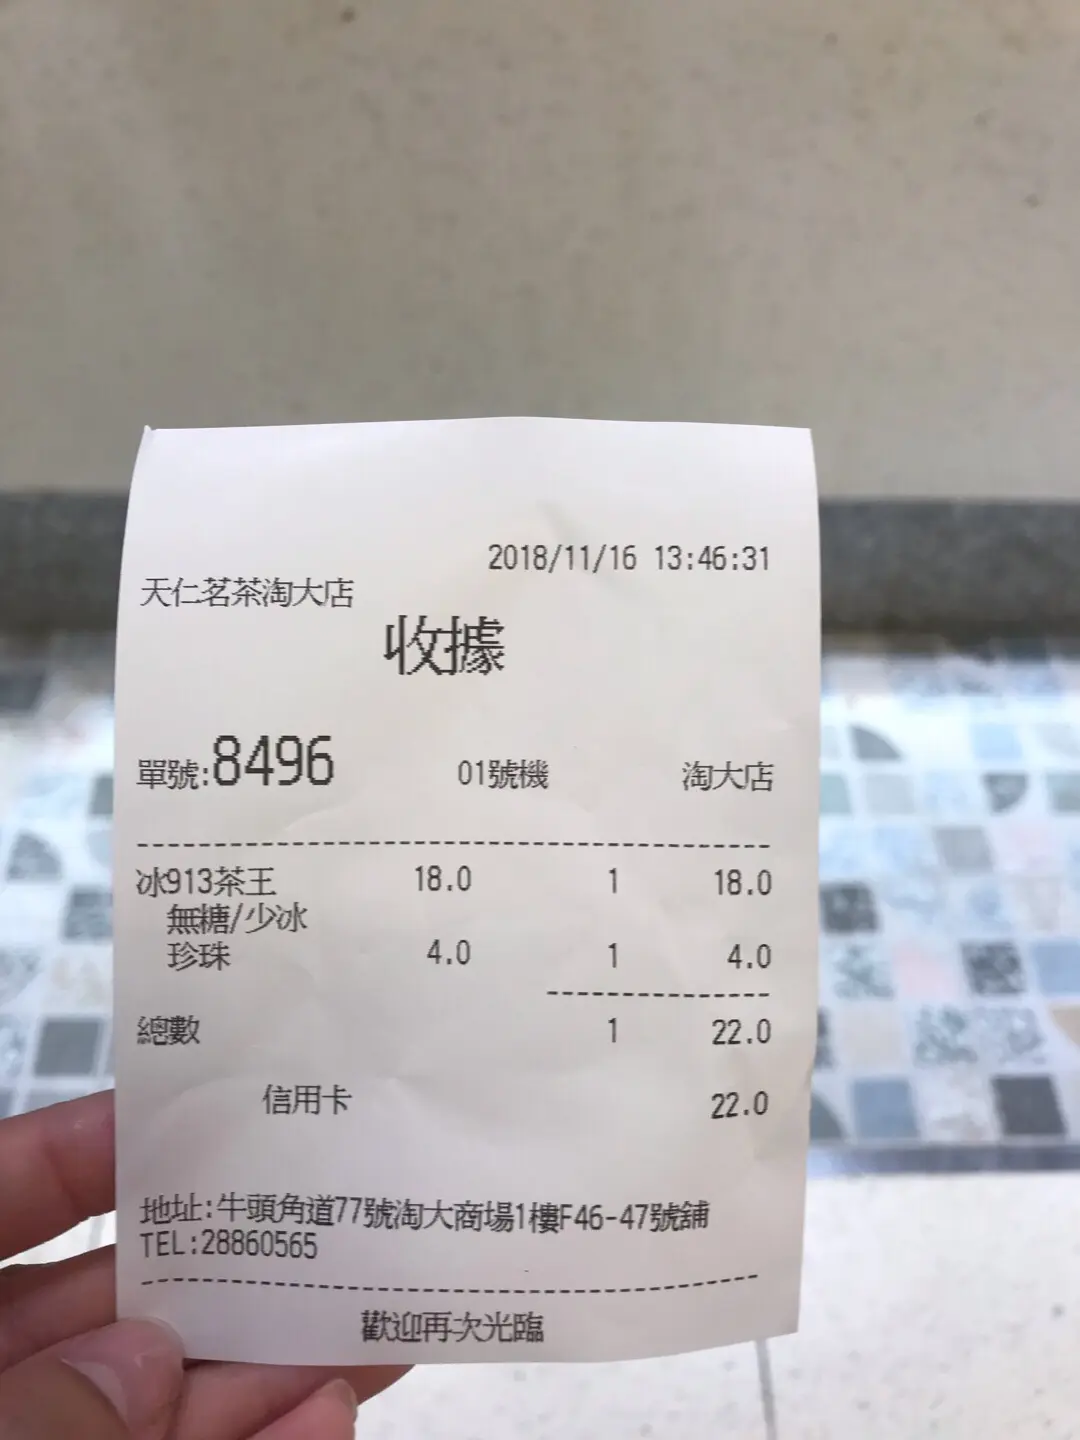 2018/11/16 13:46:31
天仁茗茶淘大店
收據
單號:8496 01號機 淘大店
冰913茶王 18.0 1 18.0
無糖/少冰
珍珠 4.0 1 4.0
總數 1 22.0
信用卡 22.0
地址:牛頭角道77號淘大商場1樓F46-47號舖
TEL:28860565
歡迎再次光臨